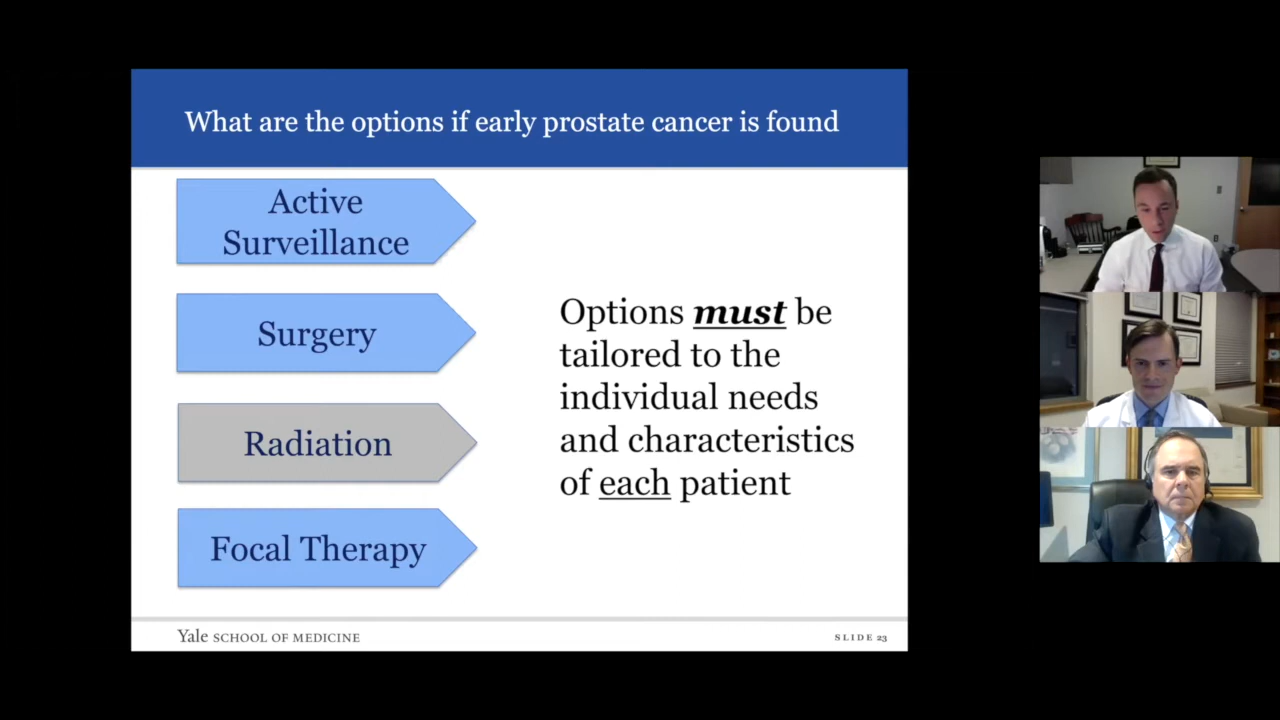 What are the options if early prostate cancer is found
Active
Surveillance
Surgery
Radiation
Focal Therapy
Options must be
tailored to the
individual needs
and characteristics
of each patient
Yale SCHOOL OF MEDICINE
SLIDE 23